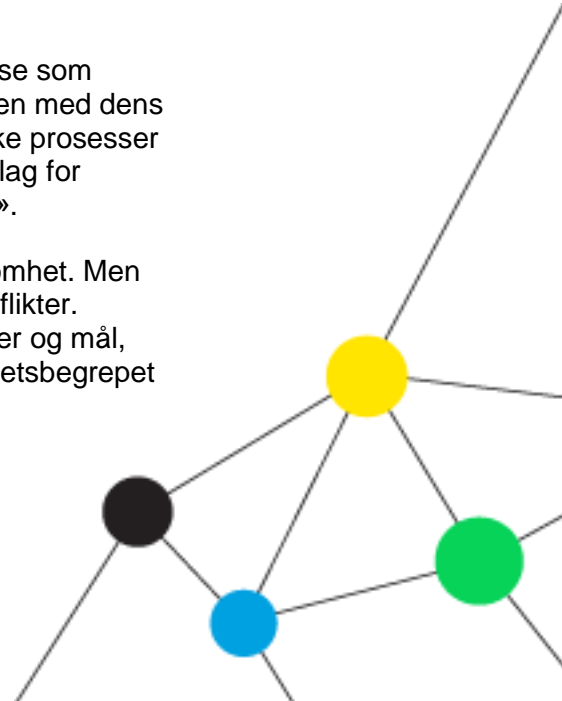 se som
en med dens
ke prosesser
lag for
».
omhet. Men
flikter.
er og mål,
etsbegrepet